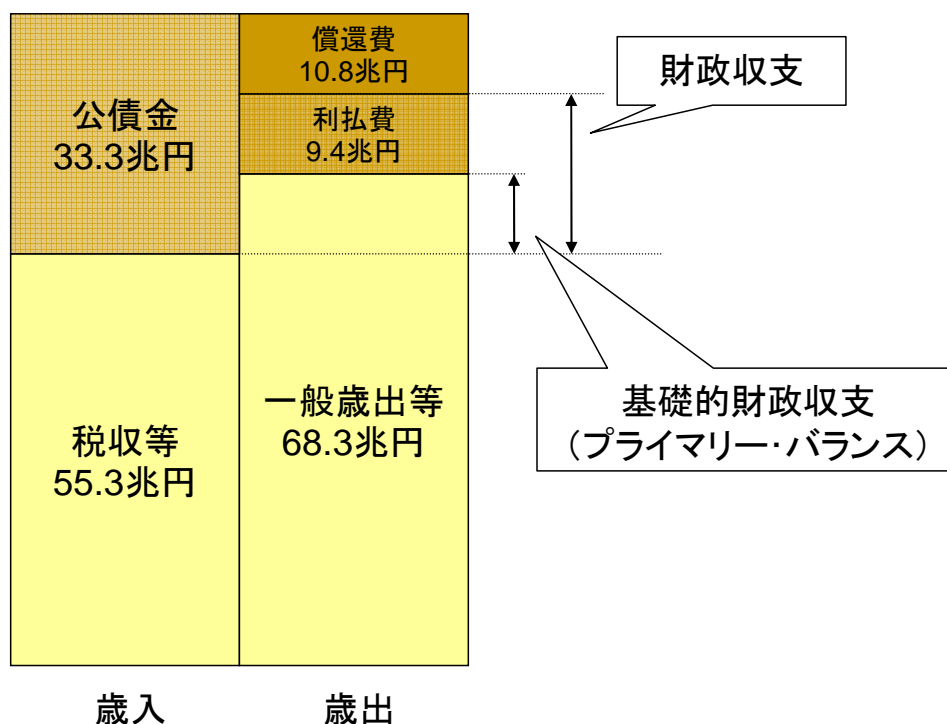 償還費
10.8兆円
財政収支
公債金
33.3兆円
利払費
9.4兆円
一般歳出等
68.3兆円
基礎的財政収支
(プライマリー・バランス)
税収等
55.3兆円
歳入
歳出